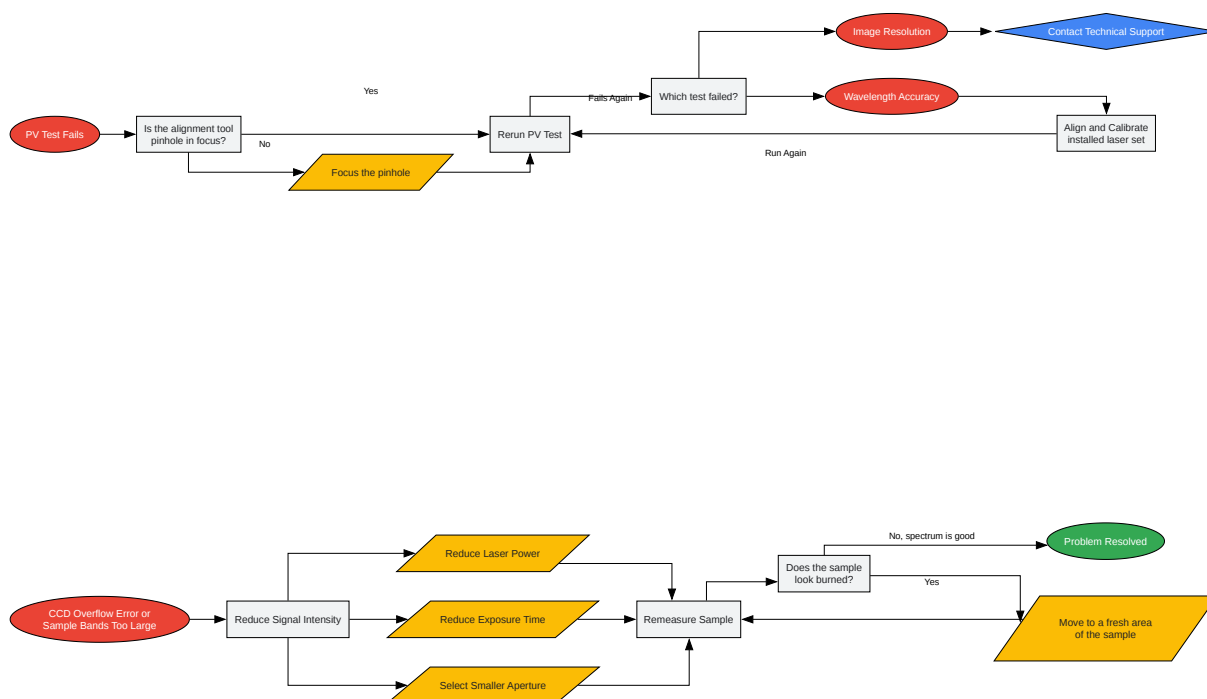 Image Resolution
Contact Technical Support
Yes
Fails Again
Which test failed?
Wavelength Accuracy
PV Test Fails
Is the alignment tool
pinhole in focus?
No
Rerun PV Test
Run Again
Align and Calibrate
installed laser set
Focus the pinhole
No, spectrum is good
Problem Resolved
Reduce Laser Power
Does the sample
look burned?
Yes
CCD Overflow Error or
Sample Bands Too Large
Reduce Signal Intensity
Reduce Exposure Time
Remeasure Sample
Move to a fresh area
of the sample
Select Smaller Aperture